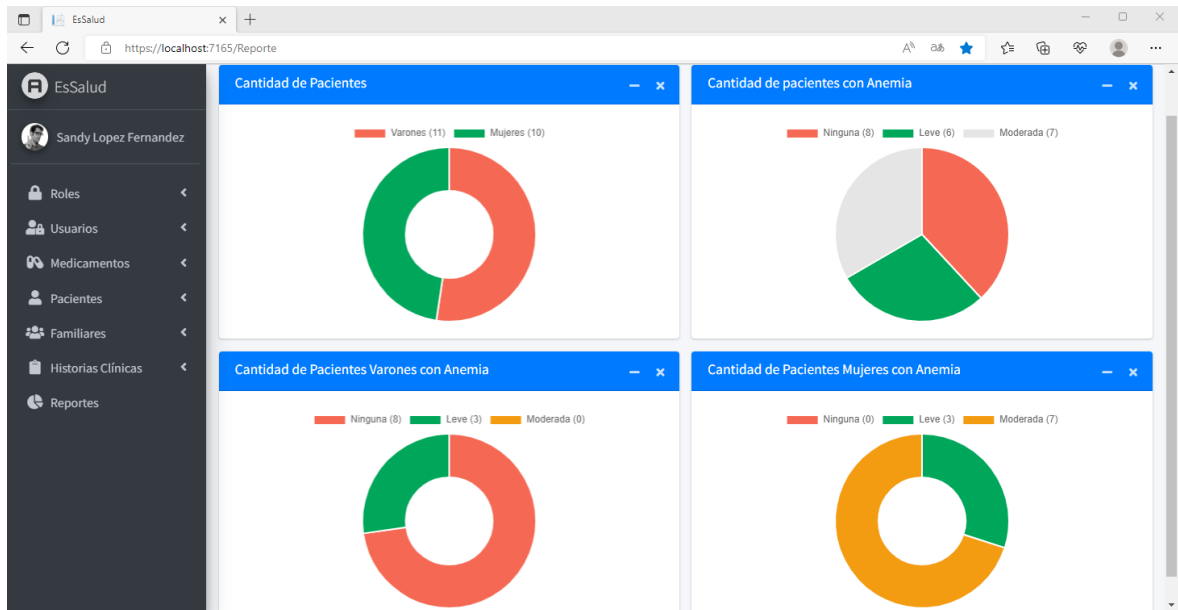 EsSalud
https://localhost:7165/Reporte
EsSalud
Sandy Lopez Fernandez
Roles
Usuarios
Medicamentos
Pacientes
Familiares
Historias Clínicas
Reportes
Cantidad de Pacientes
Varones (11) Mujeres (10)
Cantidad de pacientes con Anemia
Ninguna (8) Leve (6) Moderada (7)
Cantidad de Pacientes Varones con Anemia
Ninguna (8) Leve (3) Moderada (0)
Cantidad de Pacientes Mujeres con Anemia
Ninguna (0) Leve (3) Moderada (7)